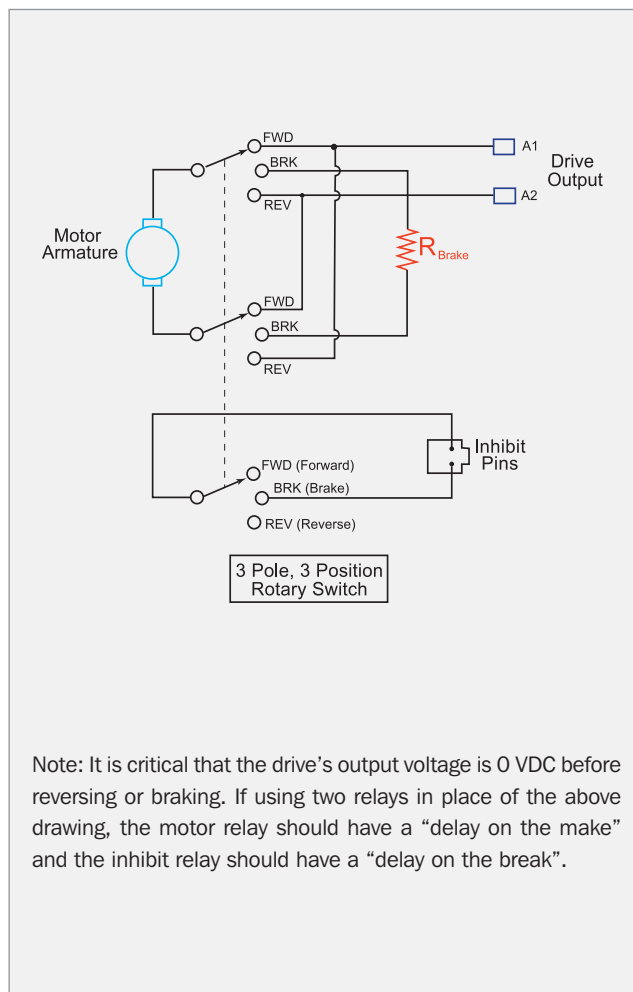 FWD
A1
BRK
Drive
Output
A2
REV
Motor
Armature
R Brake
FWD
BRK
REV
Inhibit
Pins
FWD (Forward)
BRK (Brake)
REV (Reverse)
3 Pole, 3 Position
Rotary Switch
Note: It is critical that the drive's output voltage is 0 VDC before
reversing or braking. If using two relays in place of the above
drawing, the motor relay should have a “delay on the make”
and the inhibit relay should have a “delay on the break”.